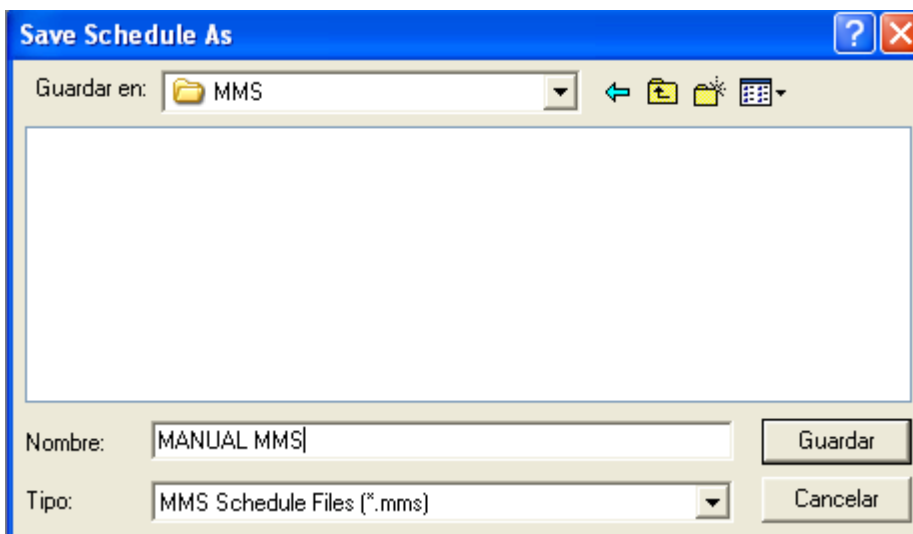 Save Schedule As
Guardar en: MMS
Nombre: MANUAL MMS
Guardar
Tipo: MMS Schedule Files (*.mms)
Cancelar